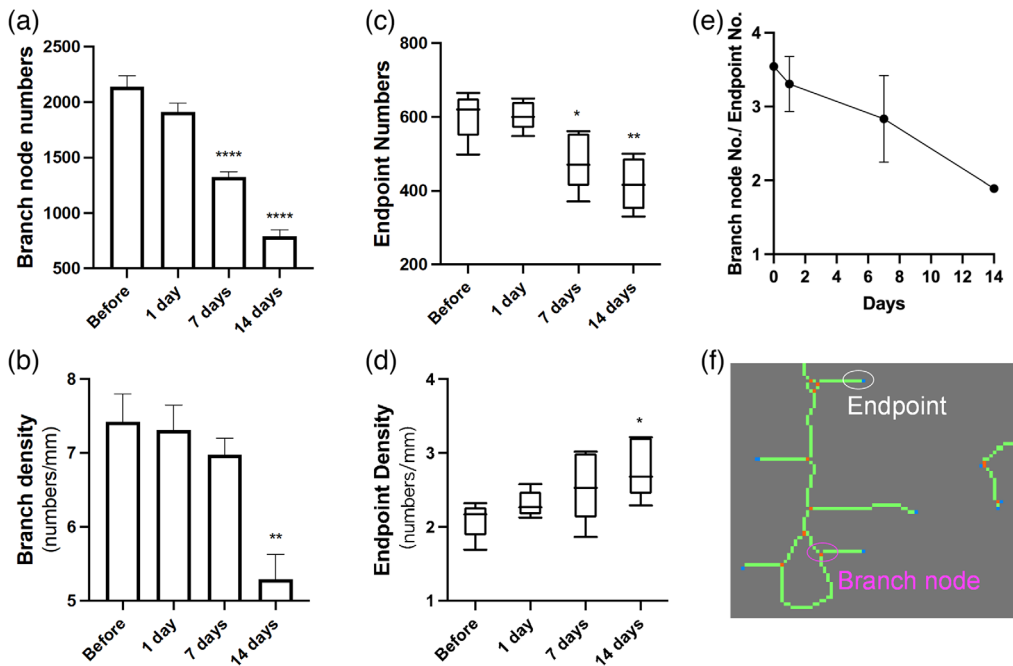 (a)
Branch node numbers
2500
2000
1500
1000
500
****
****
Before
1 day
7 days
14 days
(c)
Endpoint Numbers
800
600
400
200
*
**
Before
1 day
7 days
14 days
(e)
Branch node No./ Endpoint No.
4
3
2
1
0 2 4 6 8 10 12 14
Days
(b)
Branch density
(numbers/mm)
8
7
6
5
**
Before
1 day
7 days
14 days
(d)
Endpoint Density
(numbers/mm)
4
3
2
1
*
Before
1 day
7 days
14 days
(f)
Endpoint
Branch node